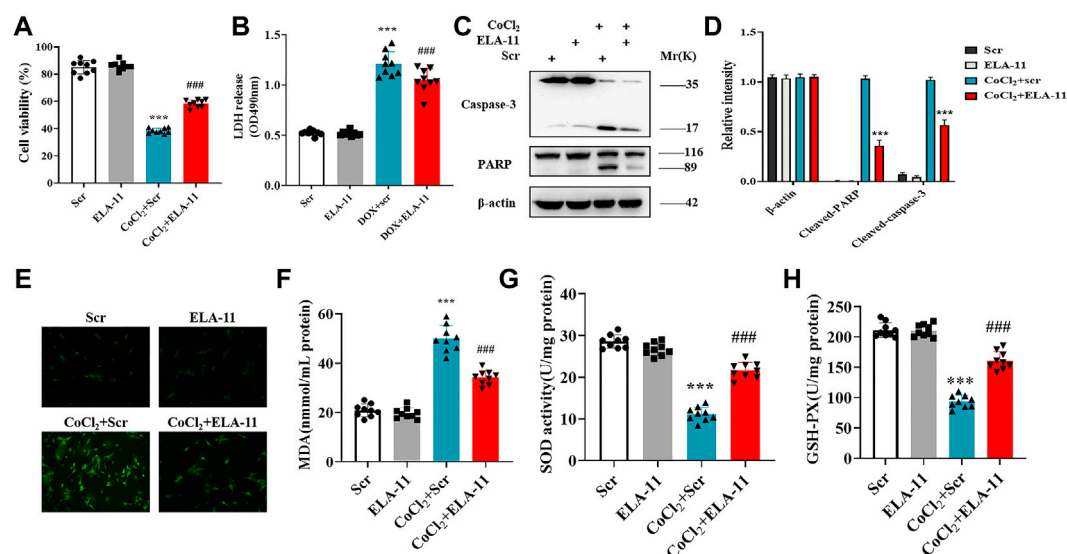 A
Cell viability (%)
100
80
60
40
20
0
***
###
Scr
ELA-11
CoCl₂+Scr
CoCl₂+ELA-11
B
LDH release
(OD490nm)
2.0
1.5
1.0
0.5
0.0
***
###
Scr
ELA-11
DOX+scr
DOX+ELA-11
C
CoCl₂ + +
ELA-11 + +
Scr + + Mr(K)
Caspase-3
35
17
PARP
116
89
β-actin
42
D
Relative intensity
1.5
1.0
0.5
0.0
***
***
β-actin
Cleaved-PARP
Cleaved-caspase-3
Scr
ELA-11
CoCl₂+scr
CoCl₂+ELA-11
E
Scr
ELA-11
CoCl₂+Scr
CoCl₂+ELA-11
F
MDA(mmol/mL protein)
80
60
40
20
0
***
###
Scr
ELA-11
CoCl₂+Scr
CoCl₂+ELA-11
G
SOD activity(U/mg protein)
40
30
20
10
0
***
###
Scr
ELA-11
CoCl₂+Scr
CoCl₂+ELA-11
H
GSH-PX(U/mg protein)
250
200
150
100
50
0
***
###
Scr
ELA-11
CoCl₂+Scr
CoCl₂+ELA-11